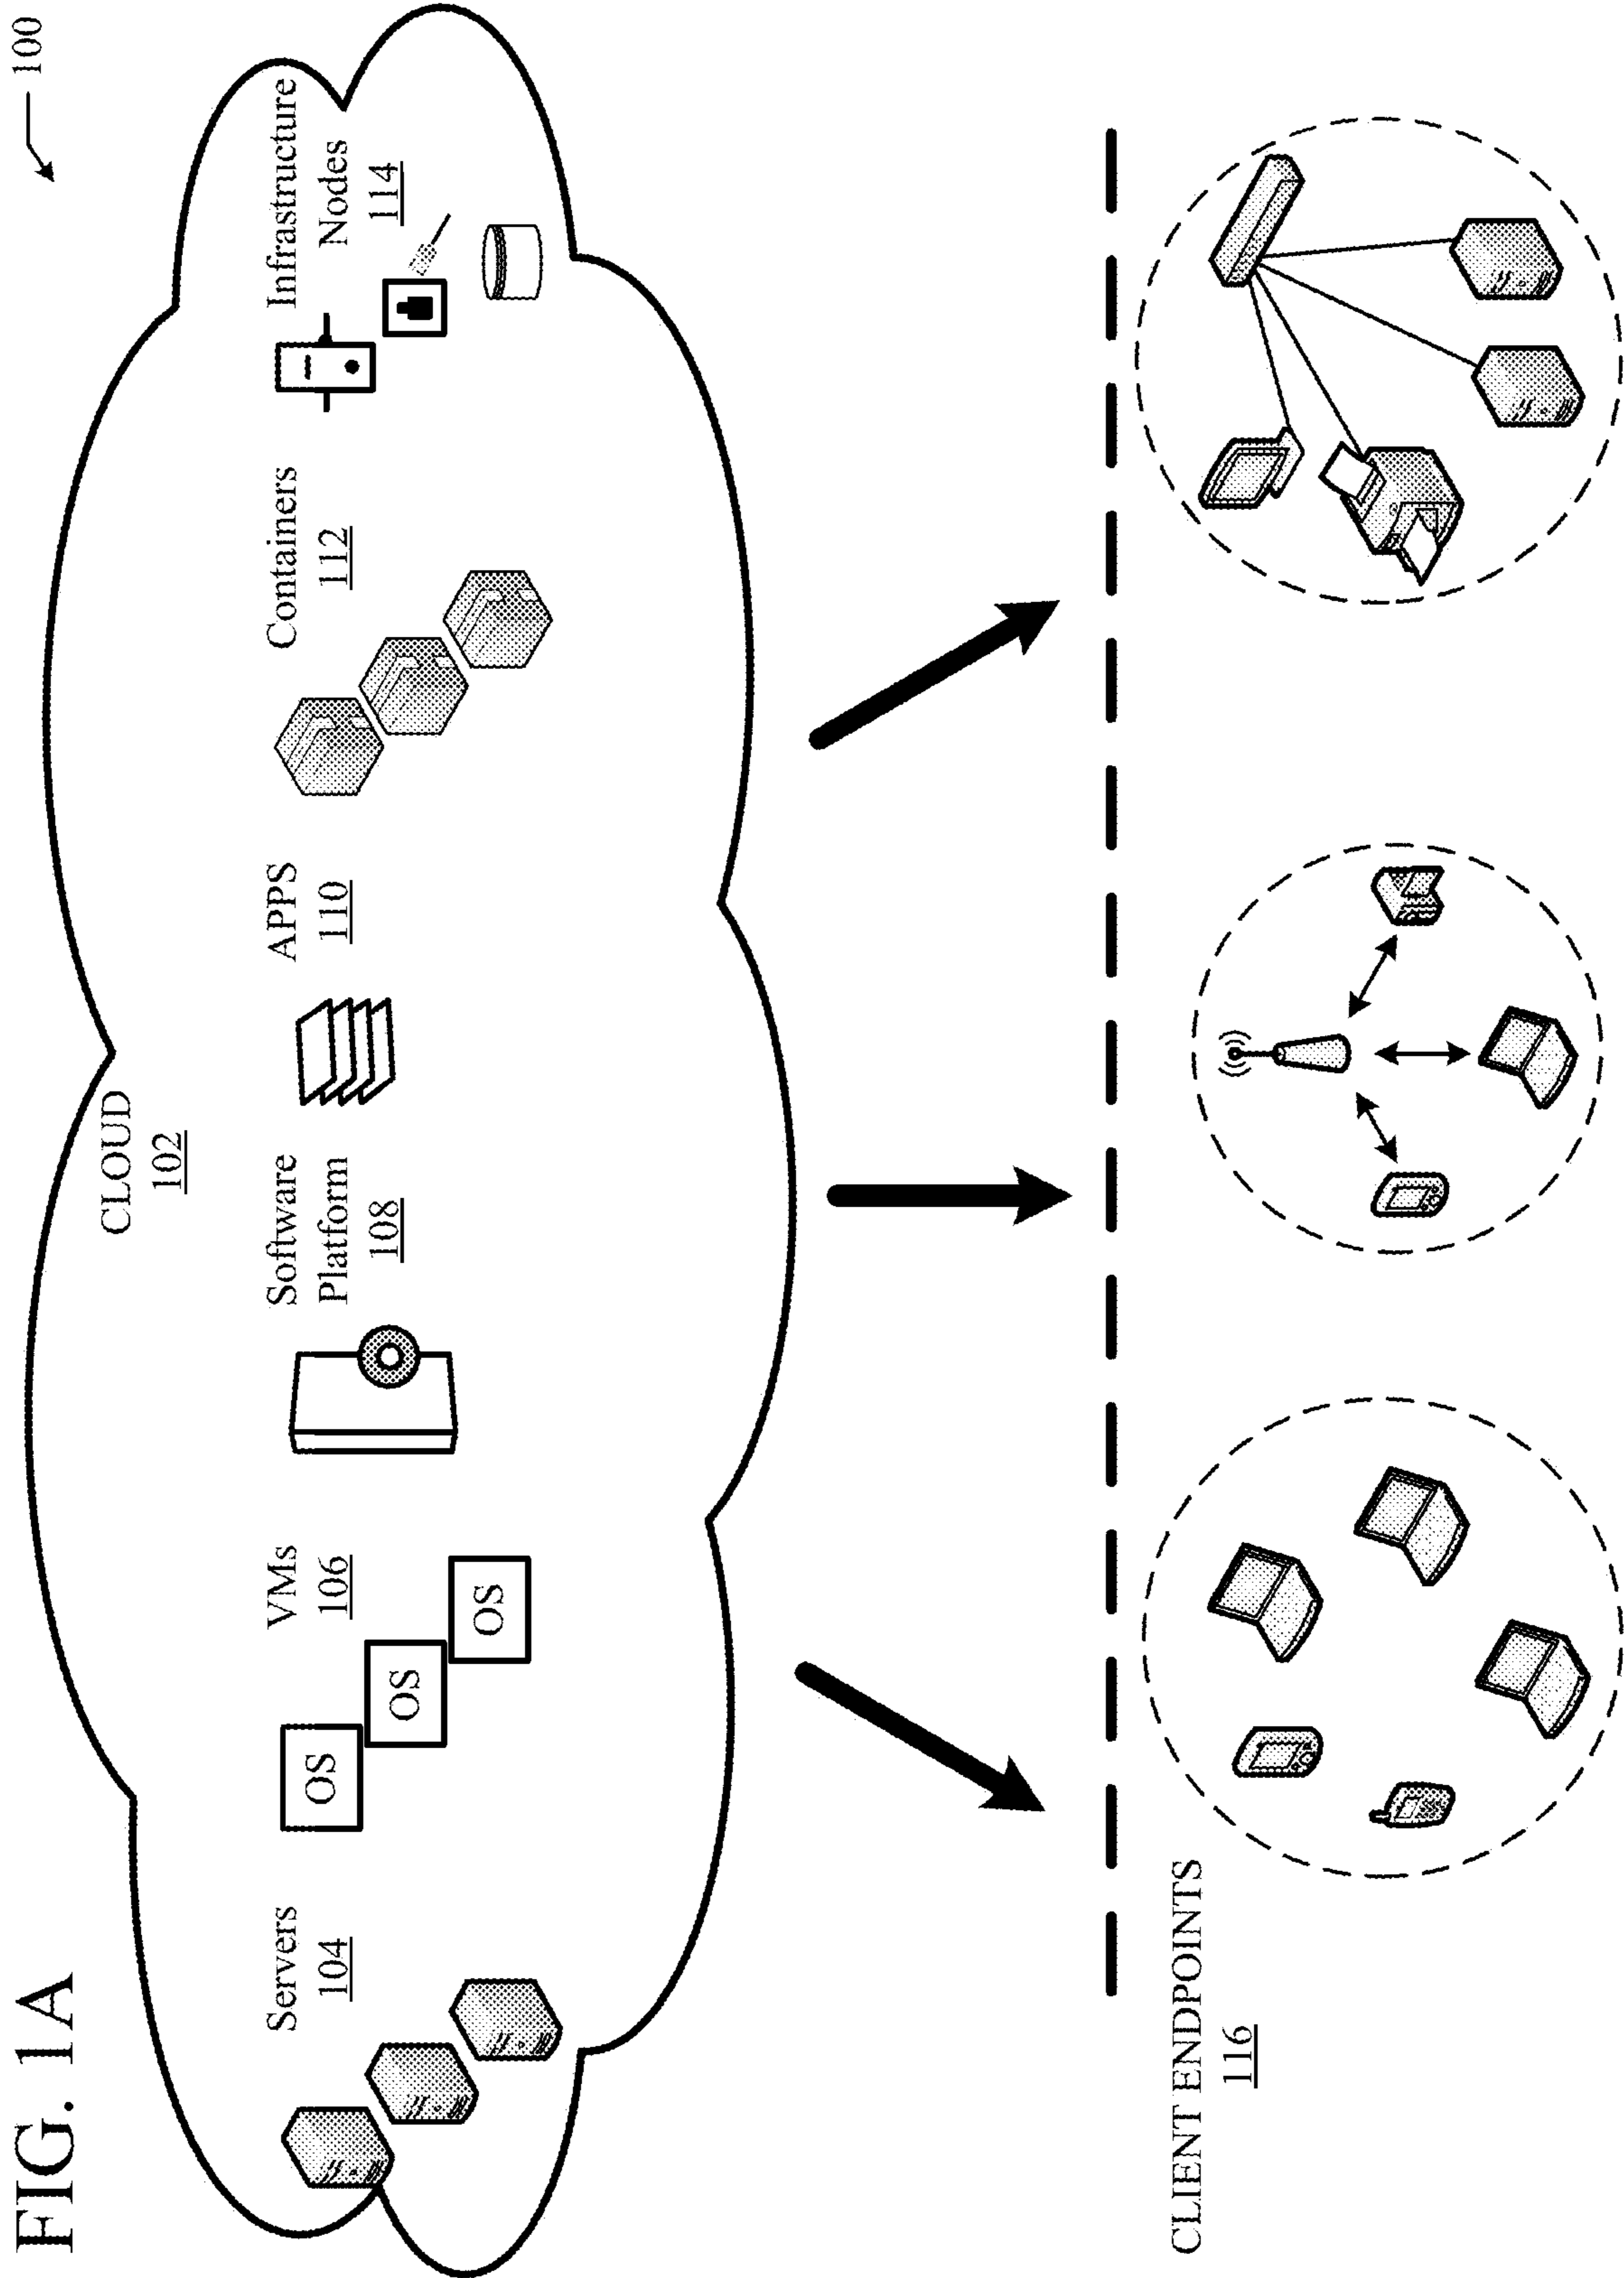 FIG. 1A
100
CLOUD
102
Servers
104
VMs
106
OS
OS
OS
Software
Platform
108
APPS
110
Containers
112
Infrastructure
Nodes
114
CLIENT ENDPOINTS
116